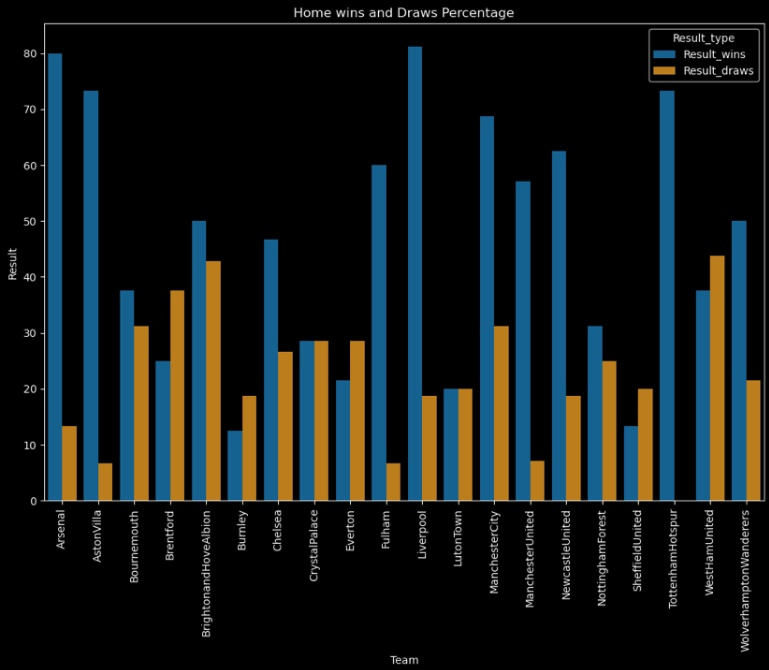 Home wins and Draws Percentage
Result_type
Result_wins
Result_draws
Result
80
70
60
50
40
30
20
10
0
Arsenal
AstonVilla
Bournemouth
Brentford
BrightonandHoveAlbion
Burnley
Chelsea
CrystalPalace
Everton
Fulham
Liverpool
LutonTown
ManchesterCity
ManchesterUnited
NewcastleUnited
NottinghamForest
SheffieldUnited
TottenhamHotspur
WestHamUnited
WolverhamptonWanderers
Team